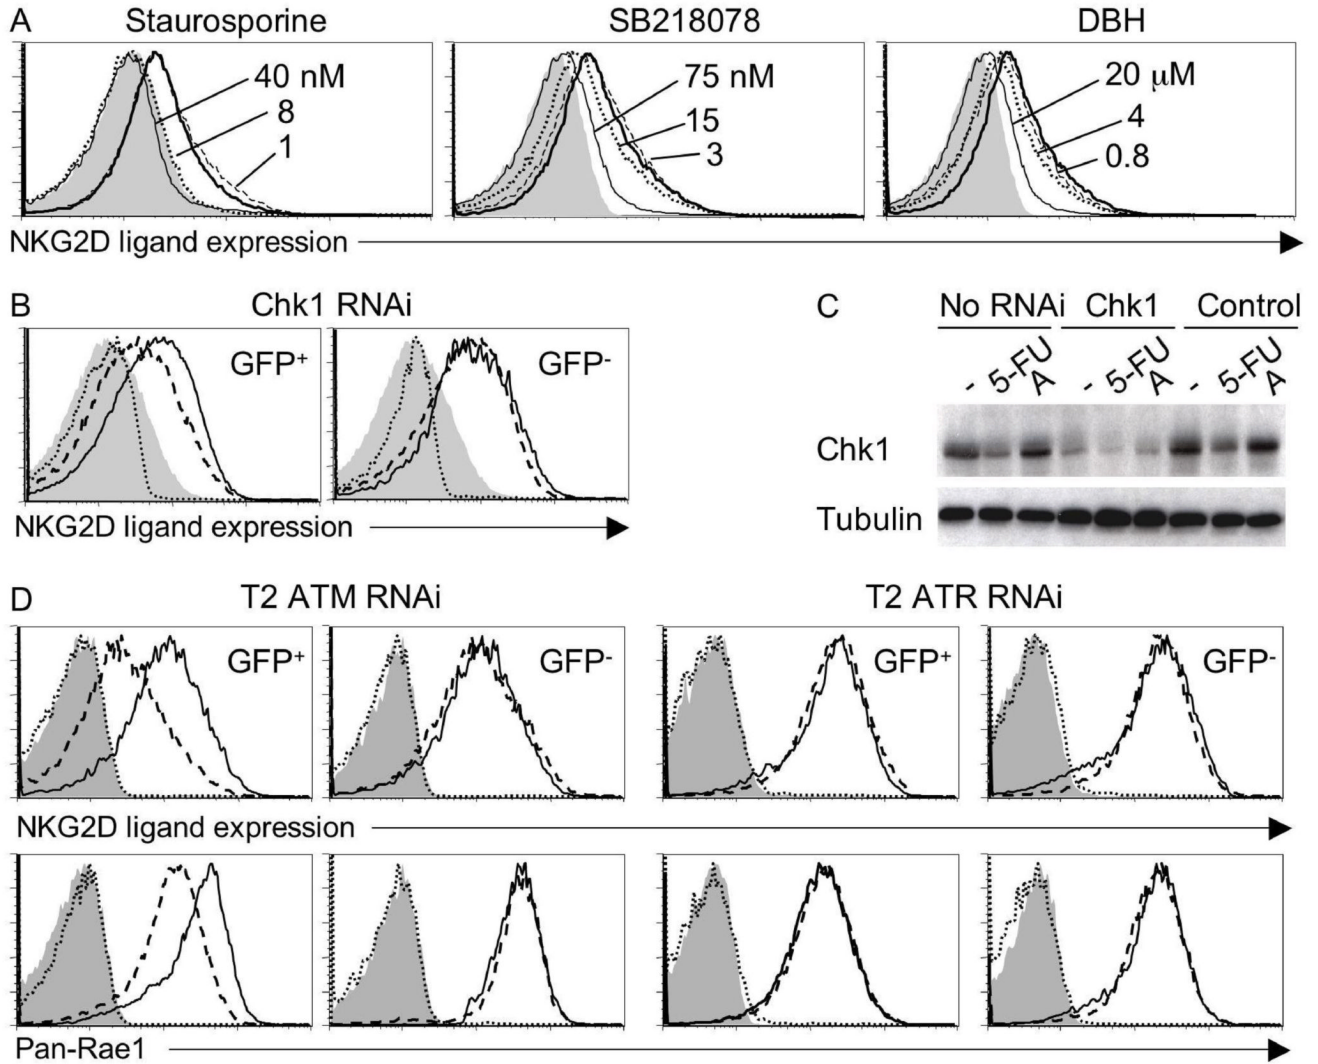 A Staurosporine SB218078 DBH
40 nM 75 nM 20 µM
8 15 4
1 3 0.8
NKG2D ligand expression
B Chk1 RNAi
GFP+ GFP-
NKG2D ligand expression
C No RNAi Chk1 Control
- 5-FU A - 5-FU A - 5-FU A
Chk1
Tubulin
D T2 ATM RNAi T2 ATR RNAi
GFP+ GFP- GFP+ GFP-
NKG2D ligand expression
Pan-Rae1